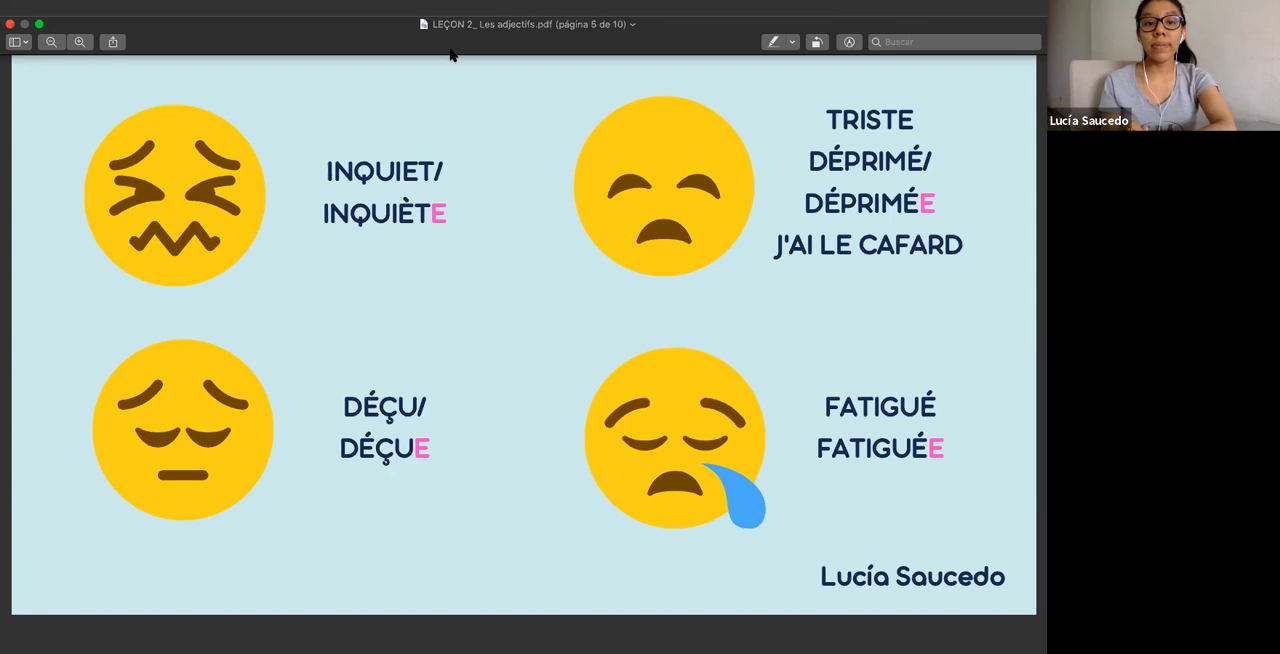 LEÇON 2_ Les adjectifs.pdf (página 5 de 10)
Buscar
Lucía Saucedo
INQUIET/
INQUIÈTE
TRISTE
DÉPRIMÉ/
DÉPRIMÉE
J'AI LE CAFARD
DÉÇU/
DÉÇUE
FATIGUÉ
FATIGUÉE
Lucía Saucedo